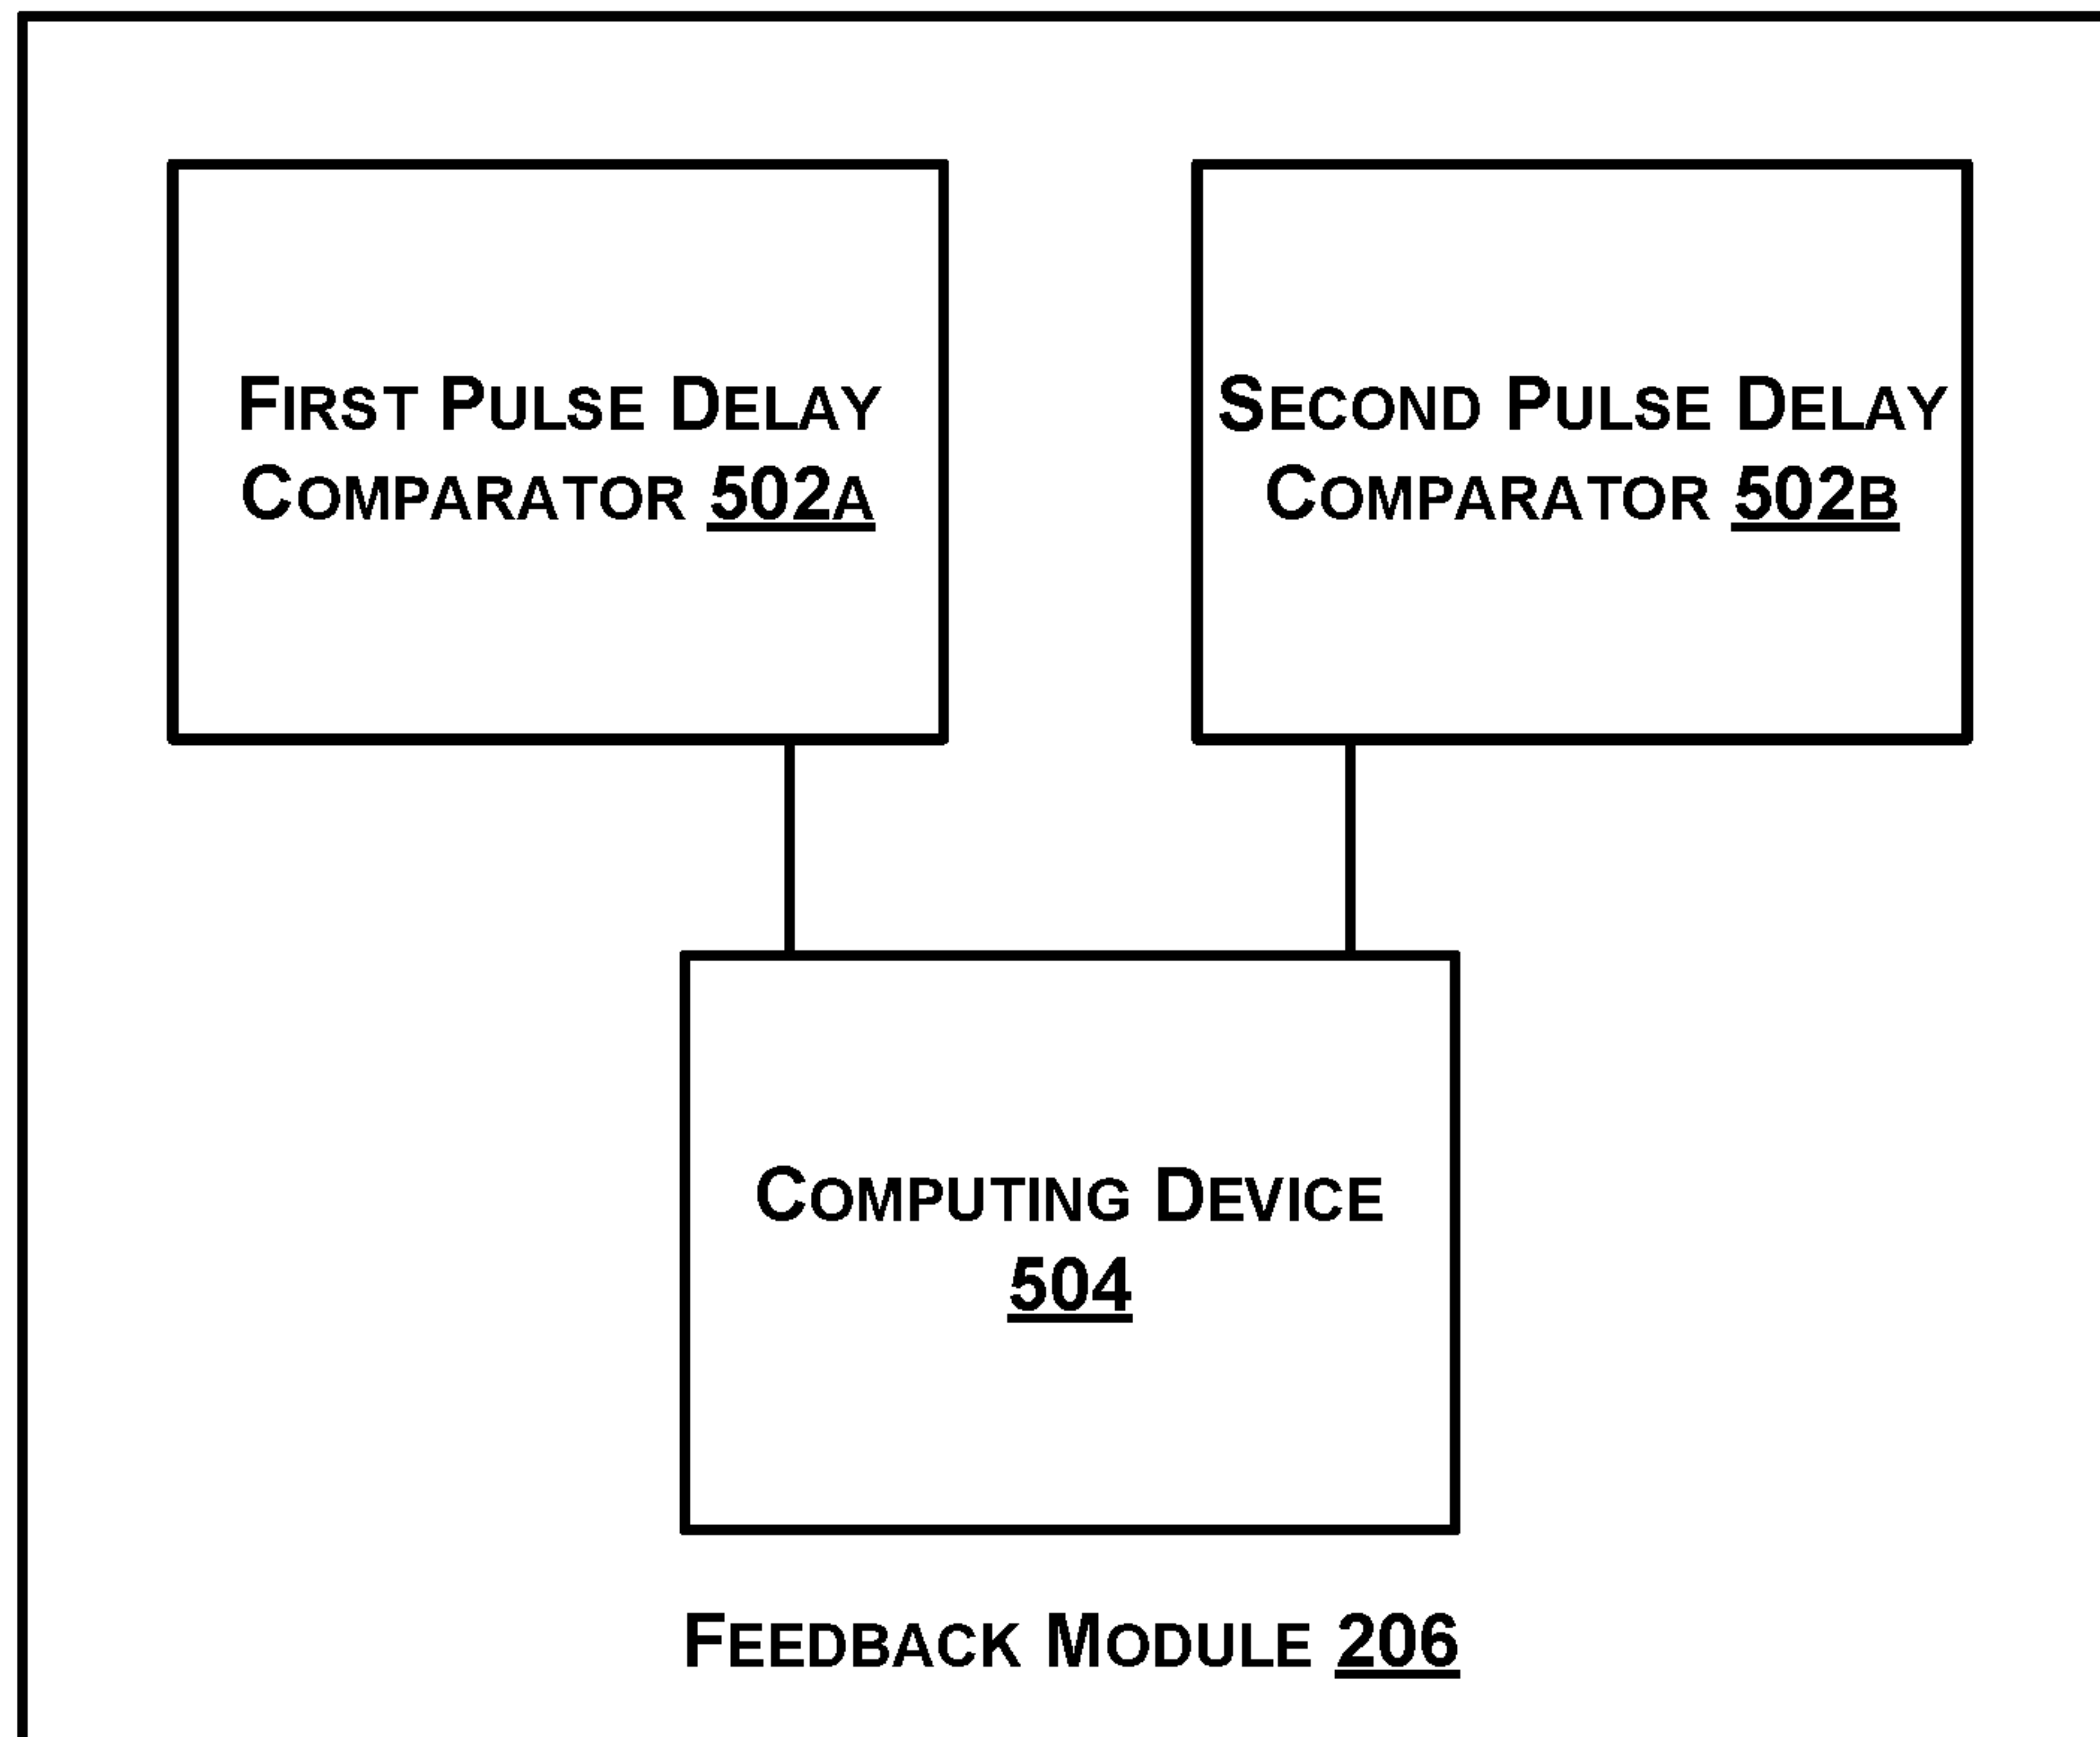 First Pulse Delay
Comparator 502A
Second Pulse Delay
Comparator 502B
Computing Device
504
Feedback Module 206